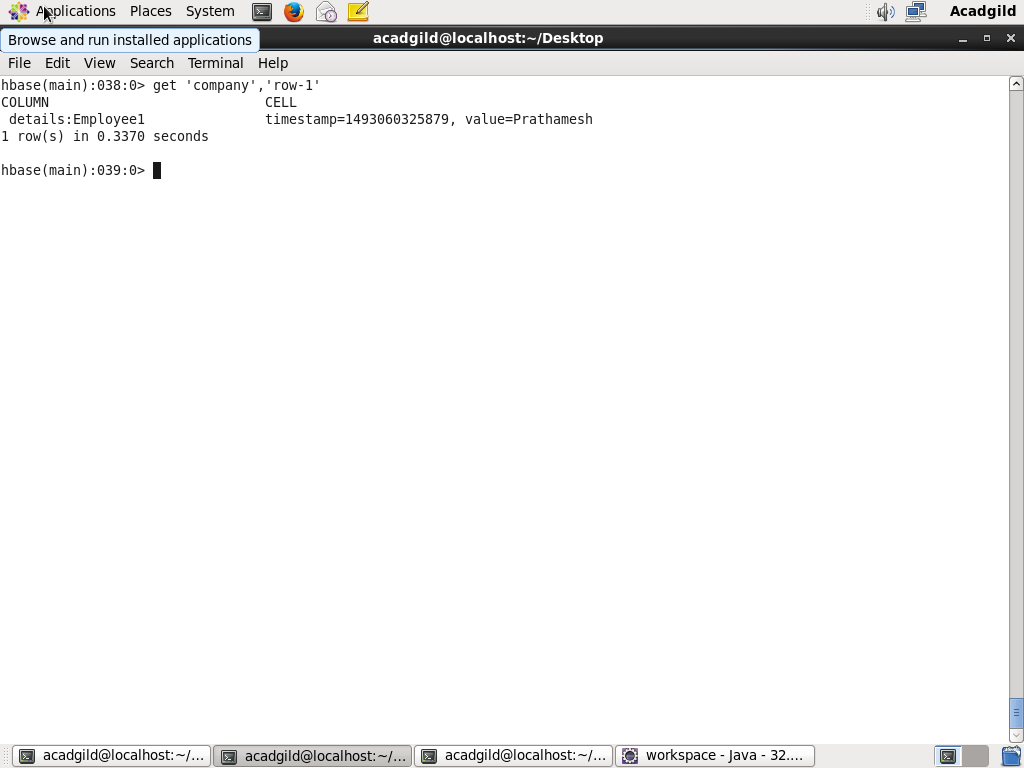 Applications Places System Acadgild
Browse and run installed applications
acadgild@localhost:~/Desktop
File Edit View Search Terminal Help
hbase(main):038:0> get 'company','row-1'
COLUMN CELL
details:Employee1 timestamp=1493060325879, value=Prathamesh
1 row(s) in 0.3370 seconds
hbase(main):039:0>
acadgild@localhost:~/... acadgild@localhost:~/... acadgild@localhost:~/... workspace - Java - 32....